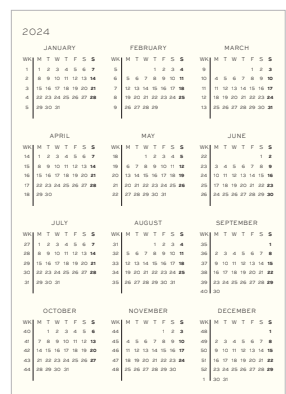 2024
JANUARY FEBRUARY MARCH
WK M T W T F S S WK M T W T F S S WK M T W T F S S
1 1 2 3 4 5 6 7 5 1 2 3 4 9 1 2 3
2 8 9 10 11 12 13 14 6 5 6 7 8 9 10 11 10 4 5 6 7 8 9 10
3 15 16 17 18 19 20 21 7 12 13 14 15 16 17 18 11 11 12 13 14 15 16 17
4 22 23 24 25 26 27 28 8 19 20 21 22 23 24 25 12 18 19 20 21 22 23 24
5 29 30 31 9 26 27 28 29 13 25 26 27 28 29 30 31
APRIL MAY JUNE
WK M T W T F S S WK M T W T F S S WK M T W T F S S
14 1 2 3 4 5 6 7 18 1 2 3 4 5 22 1 2
15 8 9 10 11 12 13 14 19 6 7 8 9 10 11 12 23 3 4 5 6 7 8 9
16 15 16 17 18 19 20 21 20 13 14 15 16 17 18 19 24 10 11 12 13 14 15 16
17 22 23 24 25 26 27 28 21 20 21 22 23 24 25 26 25 17 18 19 20 21 22 23
18 29 30 22 27 28 29 30 31 26 24 25 26 27 28 29 30
JULY AUGUST SEPTEMBER
WK M T W T F S S WK M T W T F S S WK M T W T F S S
27 1 2 3 4 5 6 7 31 1 2 3 4 35 1
28 8 9 10 11 12 13 14 32 5 6 7 8 9 10 11 36 2 3 4 5 6 7 8
29 15 16 17 18 19 20 21 33 12 13 14 15 16 17 18 37 9 10 11 12 13 14 15
30 22 23 24 25 26 27 28 34 19 20 21 22 23 24 25 38 16 17 18 19 20 21 22
31 29 30 31 35 26 27 28 29 30 31 39 23 24 25 26 27 28 29
40 30
OCTOBER NOVEMBER DECEMBER
WK M T W T F S S WK M T W T F S S WK M T W T F S S
40 1 2 3 4 5 6 44 1 2 3 48 1
41 7 8 9 10 11 12 13 45 4 5 6 7 8 9 10 49 2 3 4 5 6 7 8
42 14 15 16 17 18 19 20 46 11 12 13 14 15 16 17 50 9 10 11 12 13 14 15
43 21 22 23 24 25 26 27 47 18 19 20 21 22 23 24 51 16 17 18 19 20 21 22
44 28 29 30 31 48 25 26 27 28 29 30 52 23 24 25 26 27 28 29
1 30 31